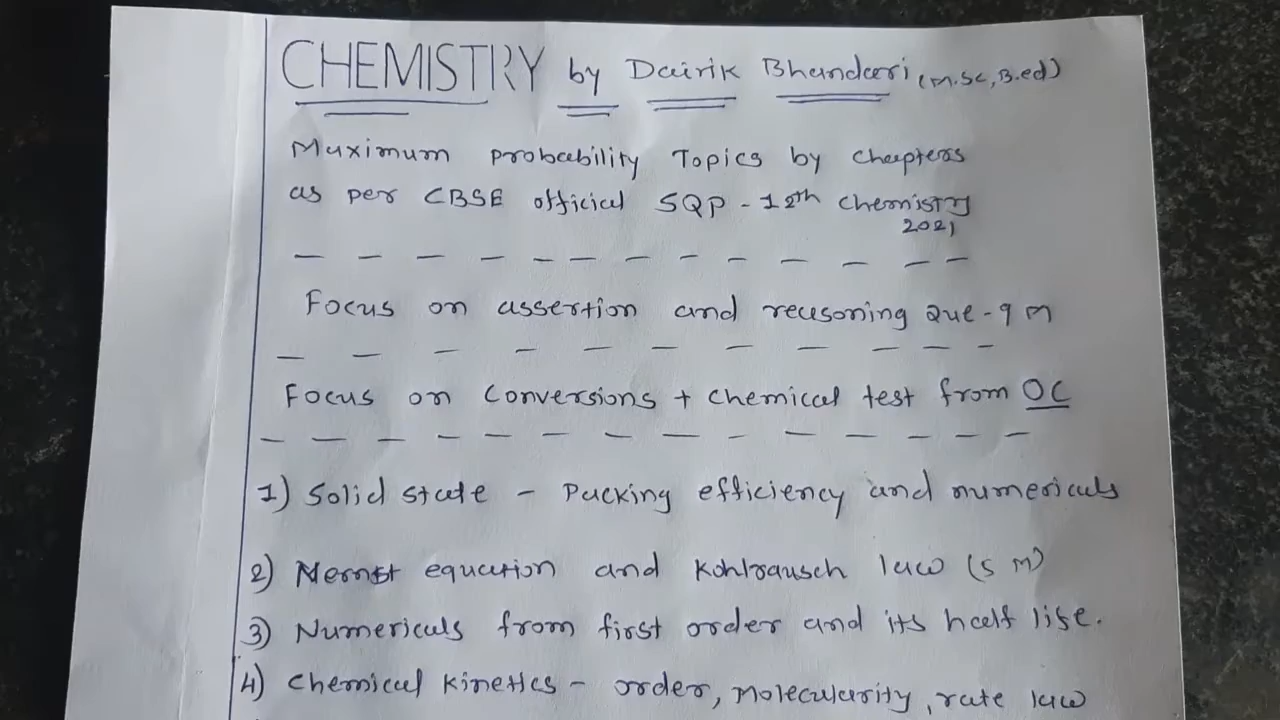 CHEMISTRY by Dairik Bhandari (M.Sc, B.ed)
Maximum probability Topics by chapters
as per CBSE official SQP - 12th chemistry
2021
Focus on assertion and reasoning Que - 9 M
Focus on Conversions + chemical test from OC
1) Solid state - Packing efficiency and numericals
2) Nernst equation and Kohlrausch law (5 M)
3) Numericals from first order and its half life.
4) Chemical Kinetics - order, Molecularity, rate law